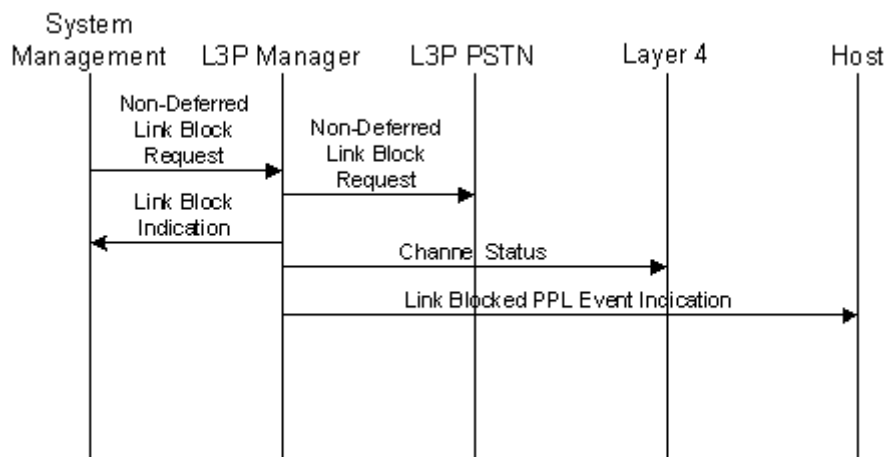 System
Management L3P Manager L3P PSTN Layer 4 Host
Non-Deferred
Link Block
Request
Non-Deferred
Link Block
Request
Link Block
Indication
Channel Status
Link Blocked PPL Event Indication